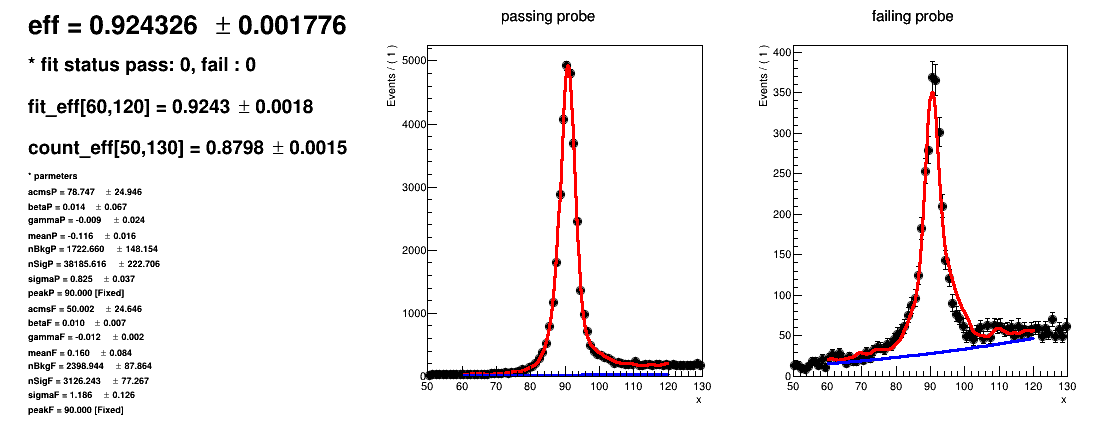 eff = 0.924326 ± 0.001776
* fit status pass: 0, fail : 0
fit_eff[60,120] = 0.9243 ± 0.0018
count_eff[50,130] = 0.8798 ± 0.0015
* parmeters
acmsP = 78.747 ± 24.946
betaP = 0.014 ± 0.067
gammaP = -0.009 ± 0.024
meanP = -0.116 ± 0.016
nBkgP = 1722.660 ± 148.154
nSigP = 38185.616 ± 222.706
sigmaP = 0.825 ± 0.037
peakP = 90.000 [Fixed]
acmsF = 50.002 ± 24.646
betaF = 0.010 ± 0.007
gammaF = -0.012 ± 0.002
meanF = 0.160 ± 0.084
nBkgF = 2398.944 ± 87.864
nSigF = 3126.243 ± 77.267
sigmaF = 1.186 ± 0.126
peakF = 90.000 [Fixed]
passing probe
Events / ( 1 )
5000
4000
3000
2000
1000
0
50 60 70 80 90 100 110 120 130
x
failing probe
Events / ( 1 )
400
350
300
250
200
150
100
50
0
50 60 70 80 90 100 110 120 130
x